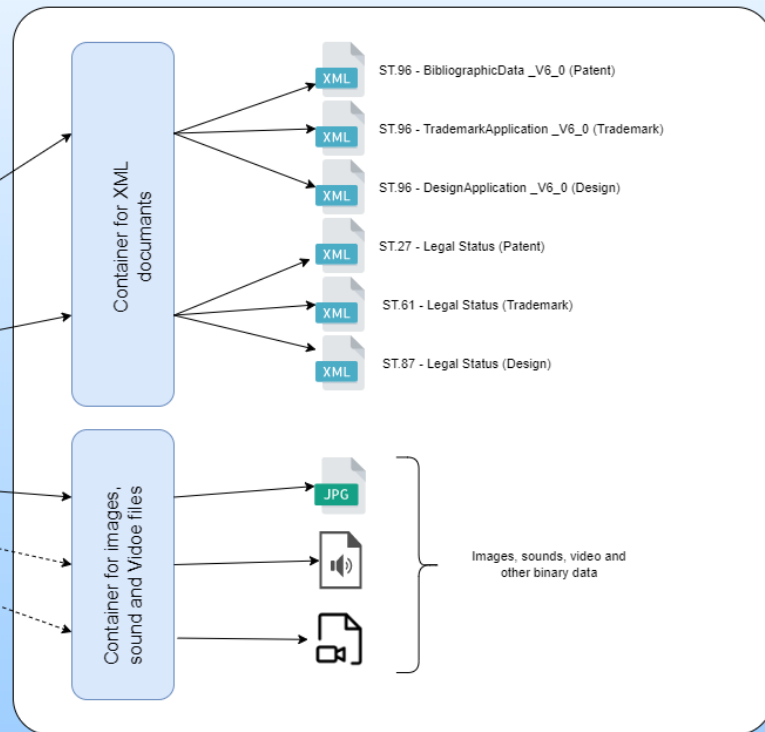 Container for XML
documants
XML
ST.96 - BibliographicData _V6_0 (Patent)
XML
ST.96 - TrademarkApplication _V6_0 (Trademark)
XML
ST.96 - DesignApplication _V6_0 (Design)
XML
ST.27 - Legal Status (Patent)
XML
ST.61 - Legal Status (Trademark)
XML
ST.87 - Legal Status (Design)
Container for images,
sound and Vidoe files
JPG
Images, sounds, video and
other binary data